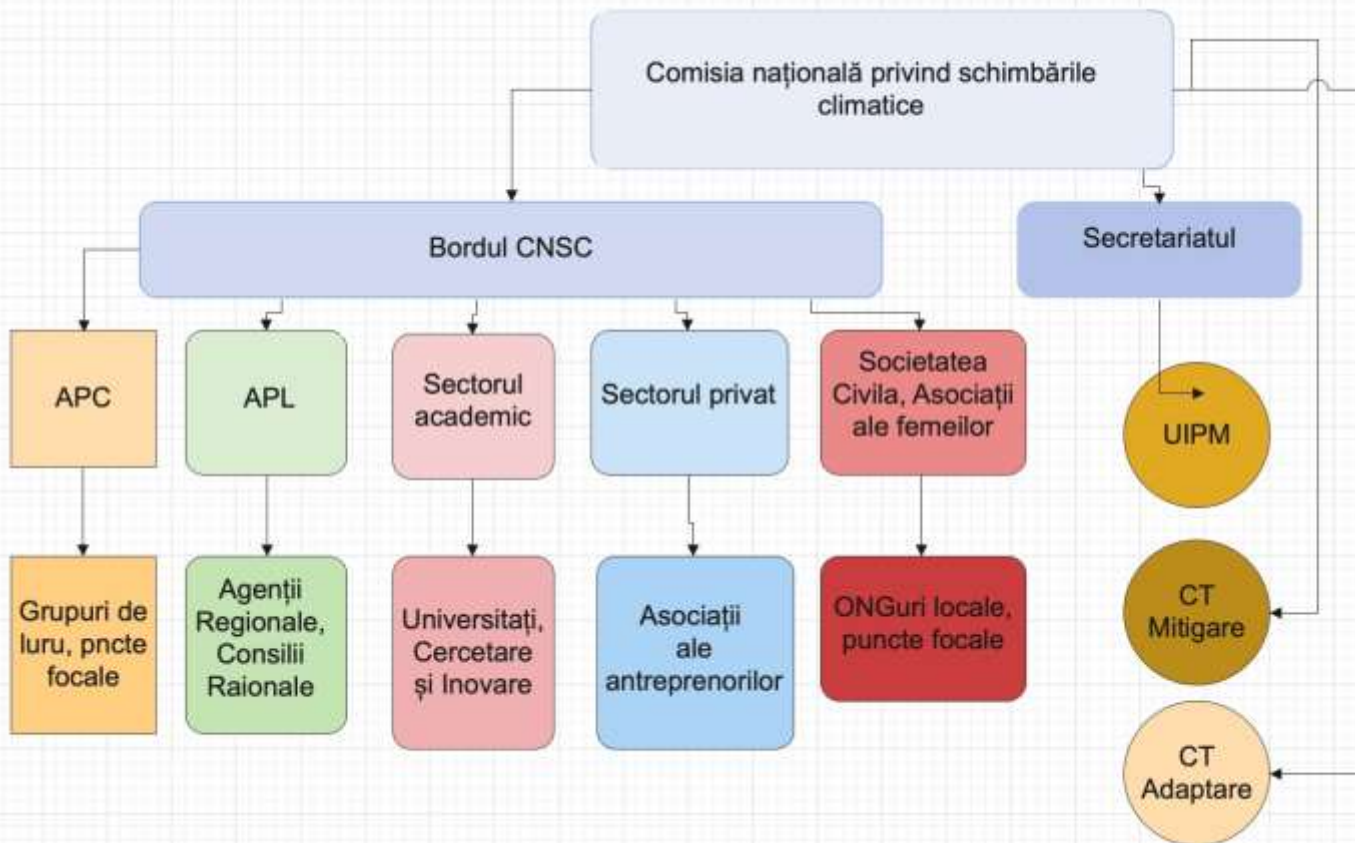 Comisia națională privind schimbările
climatice
Bordul CNSC
Secretariatul
APC
APL
Sectorul
academic
Sectorul privat
Societatea
Civila, Asociații
ale femeilor
UIPM
Grupuri de
luru, pncte
focale
Agenții
Regionale,
Consilii
Raionale
Universitați,
Cercetare
și Inovare
Asociații
ale
antreprenorilor
ONGuri locale,
puncte focale
CT
Mitigare
CT
Adaptare